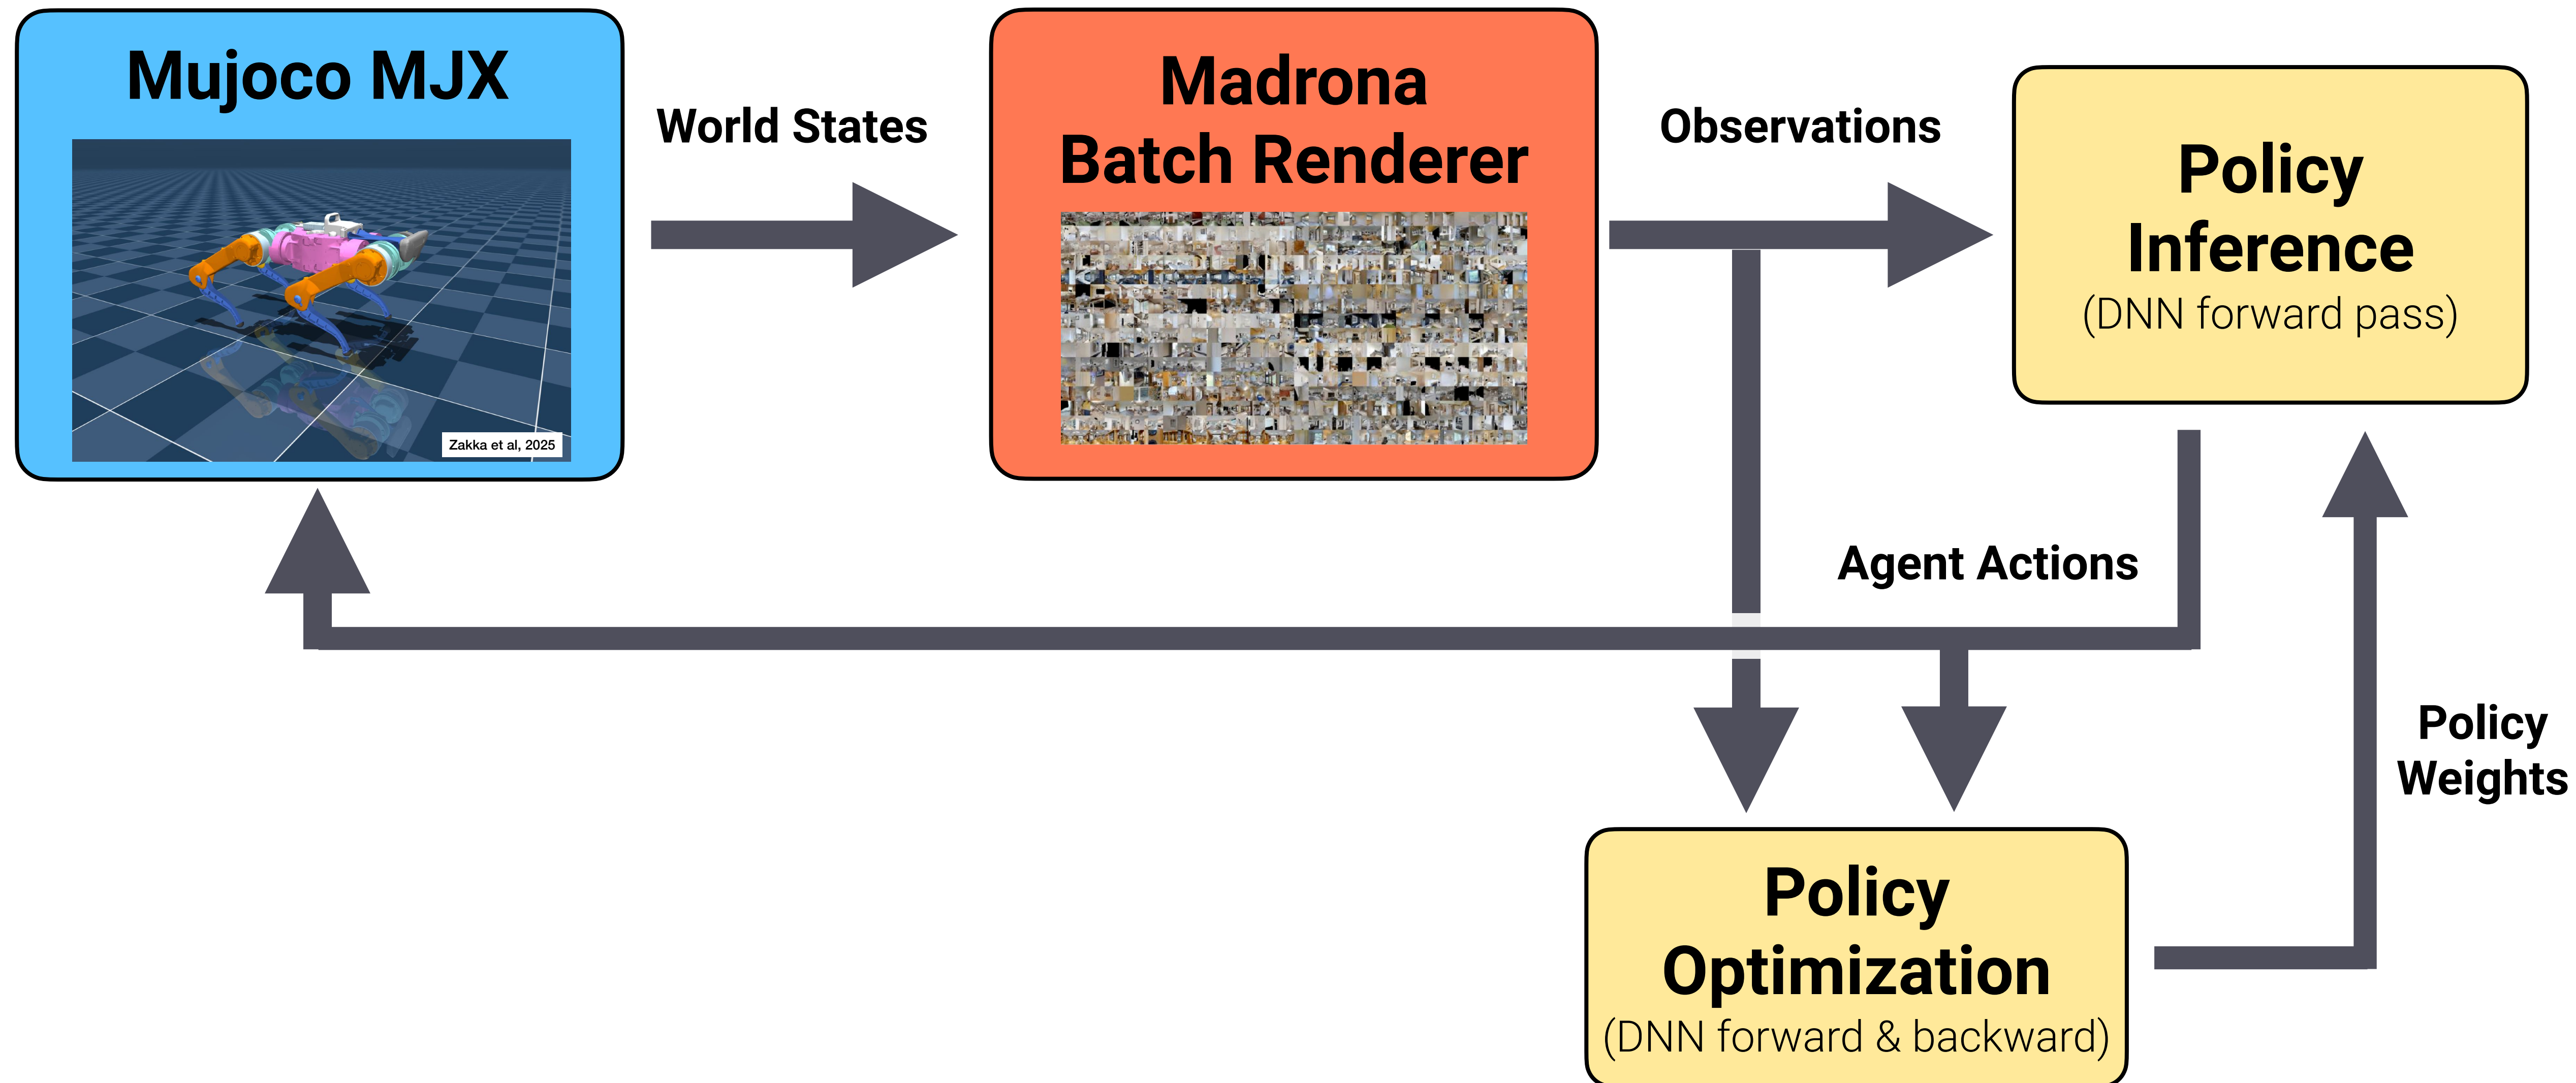 Mujoco MJX
Zakka et al, 2025
World States
Madrona
Batch Renderer
Observations
Policy
Inference
(DNN forward pass)
Agent Actions
Policy
Weights
Policy
Optimization
(DNN forward & backward)